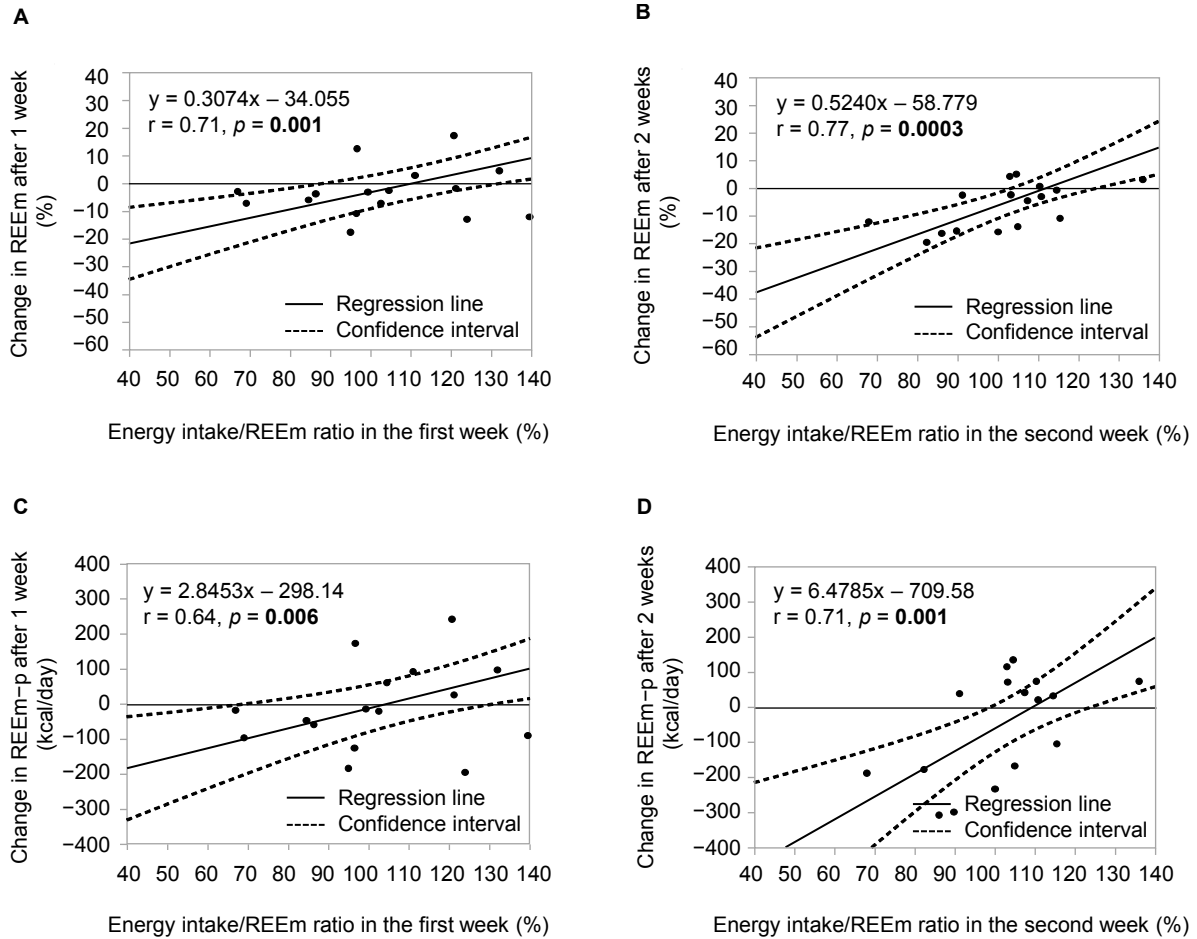 A
Change in REEm after 1 week
(%)
40
30
20
10
0
−10
−20
−30
−40
−50
−60
y = 0.3074x – 34.055
r = 0.71, p = 0.001
Regression line
Confidence interval
40 50 60 70 80 90 100 110 120 130 140
Energy intake/REEm ratio in the first week (%)
B
Change in REEm after 2 weeks
(%)
40
30
20
10
0
−10
−20
−30
−40
−50
−60
y = 0.5240x – 58.779
r = 0.77, p = 0.0003
Regression line
Confidence interval
40 50 60 70 80 90 100 110 120 130 140
Energy intake/REEm ratio in the second week (%)
C
Change in REEm−p after 1 week
(kcal/day)
400
300
200
100
0
−100
−200
−300
−400
y = 2.8453x – 298.14
r = 0.64, p = 0.006
Regression line
Confidence interval
40 50 60 70 80 90 100 110 120 130 140
Energy intake/REEm ratio in the first week (%)
D
Change in REEm−p after 2 weeks
(kcal/day)
400
300
200
100
0
−100
−200
−300
−400
y = 6.4785x – 709.58
r = 0.71, p = 0.001
Regression line
Confidence interval
40 50 60 70 80 90 100 110 120 130 140
Energy intake/REEm ratio in the second week (%)